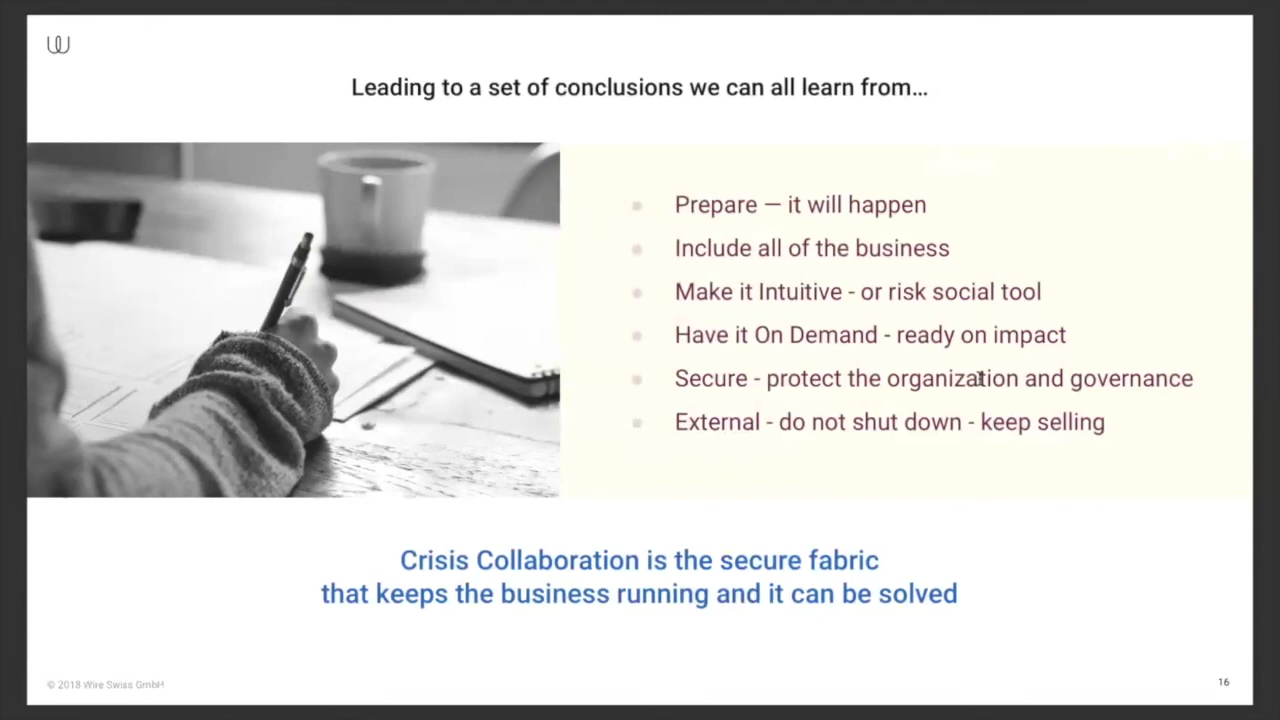 Leading to a set of conclusions we can all learn from...
Prepare — it will happen
Include all of the business
Make it Intuitive - or risk social tool
Have it On Demand - ready on impact
Secure - protect the organization and governance
External - do not shut down - keep selling
Crisis Collaboration is the secure fabric
that keeps the business running and it can be solved
© 2018 Wire Swiss GmbH
16